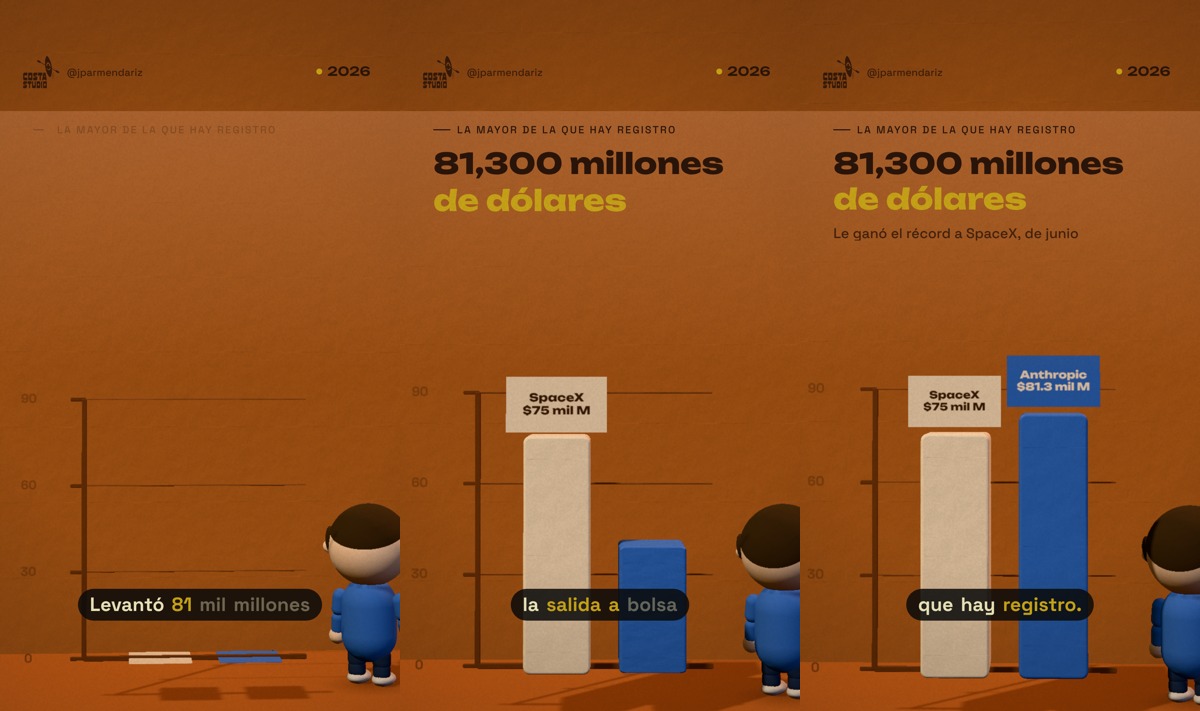 COSTA
STUDIO
@jparmendariz
2026
LA MAYOR DE LA QUE HAY REGISTRO
90
60
30
0
Levantó 81 mil millones
COSTA
STUDIO
@jparmendariz
2026
LA MAYOR DE LA QUE HAY REGISTRO
81,300 millones
de dólares
90
SpaceX
$75 mil M
60
30
la salida a bolsa
0
COSTA
STUDIO
@jparmendariz
2026
LA MAYOR DE LA QUE HAY REGISTRO
81,300 millones
de dólares
Le ganó el récord a SpaceX, de junio
90
SpaceX
$75 mil M
Anthropic
$81.3 mil M
60
30
que hay registro.
0